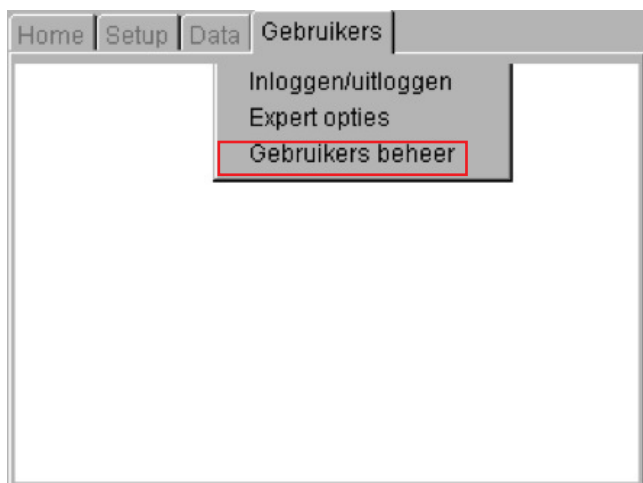 Home Setup Data Gebruikers
Inloggen/uitloggen
Expert opties
Gebruikers beheer